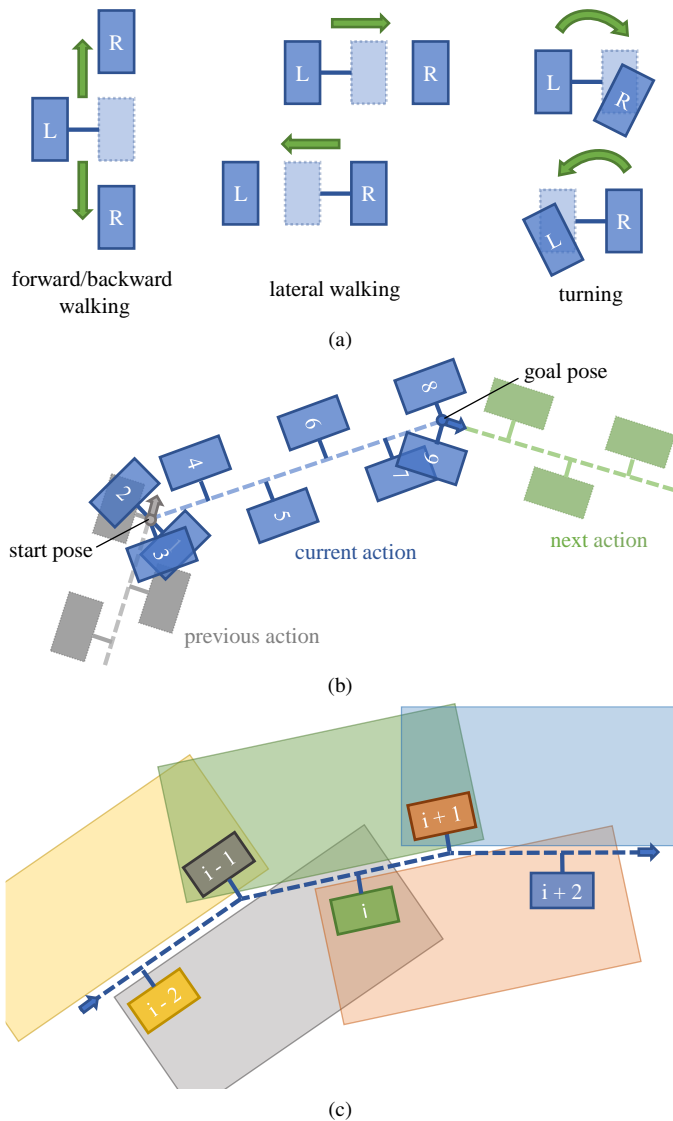 R
L
R
forward/backward
walking
L
R
L
R
lateral walking
L
R
L
R
turning
(a)
goal pose
8
6
9
7
4
2
5
3
start pose
current action
next action
previous action
(b)
i + 1
i - 1
i
i + 2
i - 2
(c)